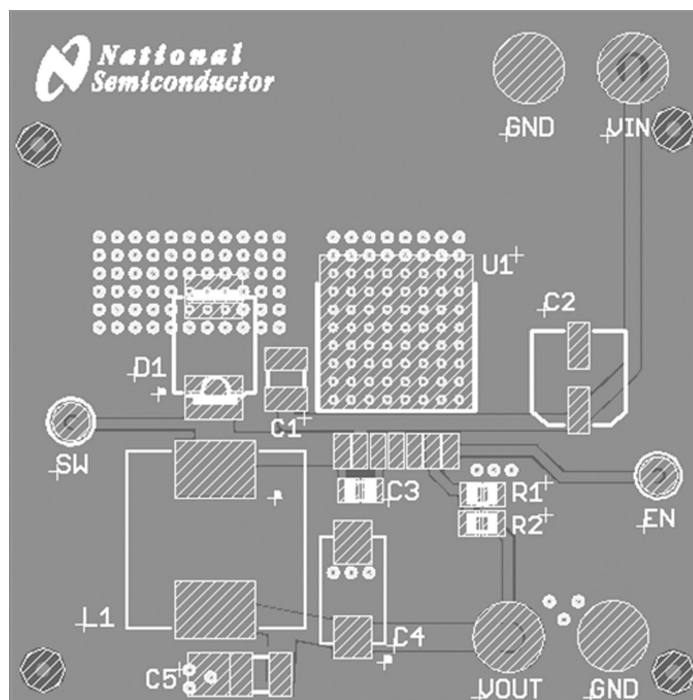 National
Semiconductor
GND
VIN
U1
C2
D1
C1
SW
C3
R1
R2
EN
L1
C4
C5
VOUT
GND